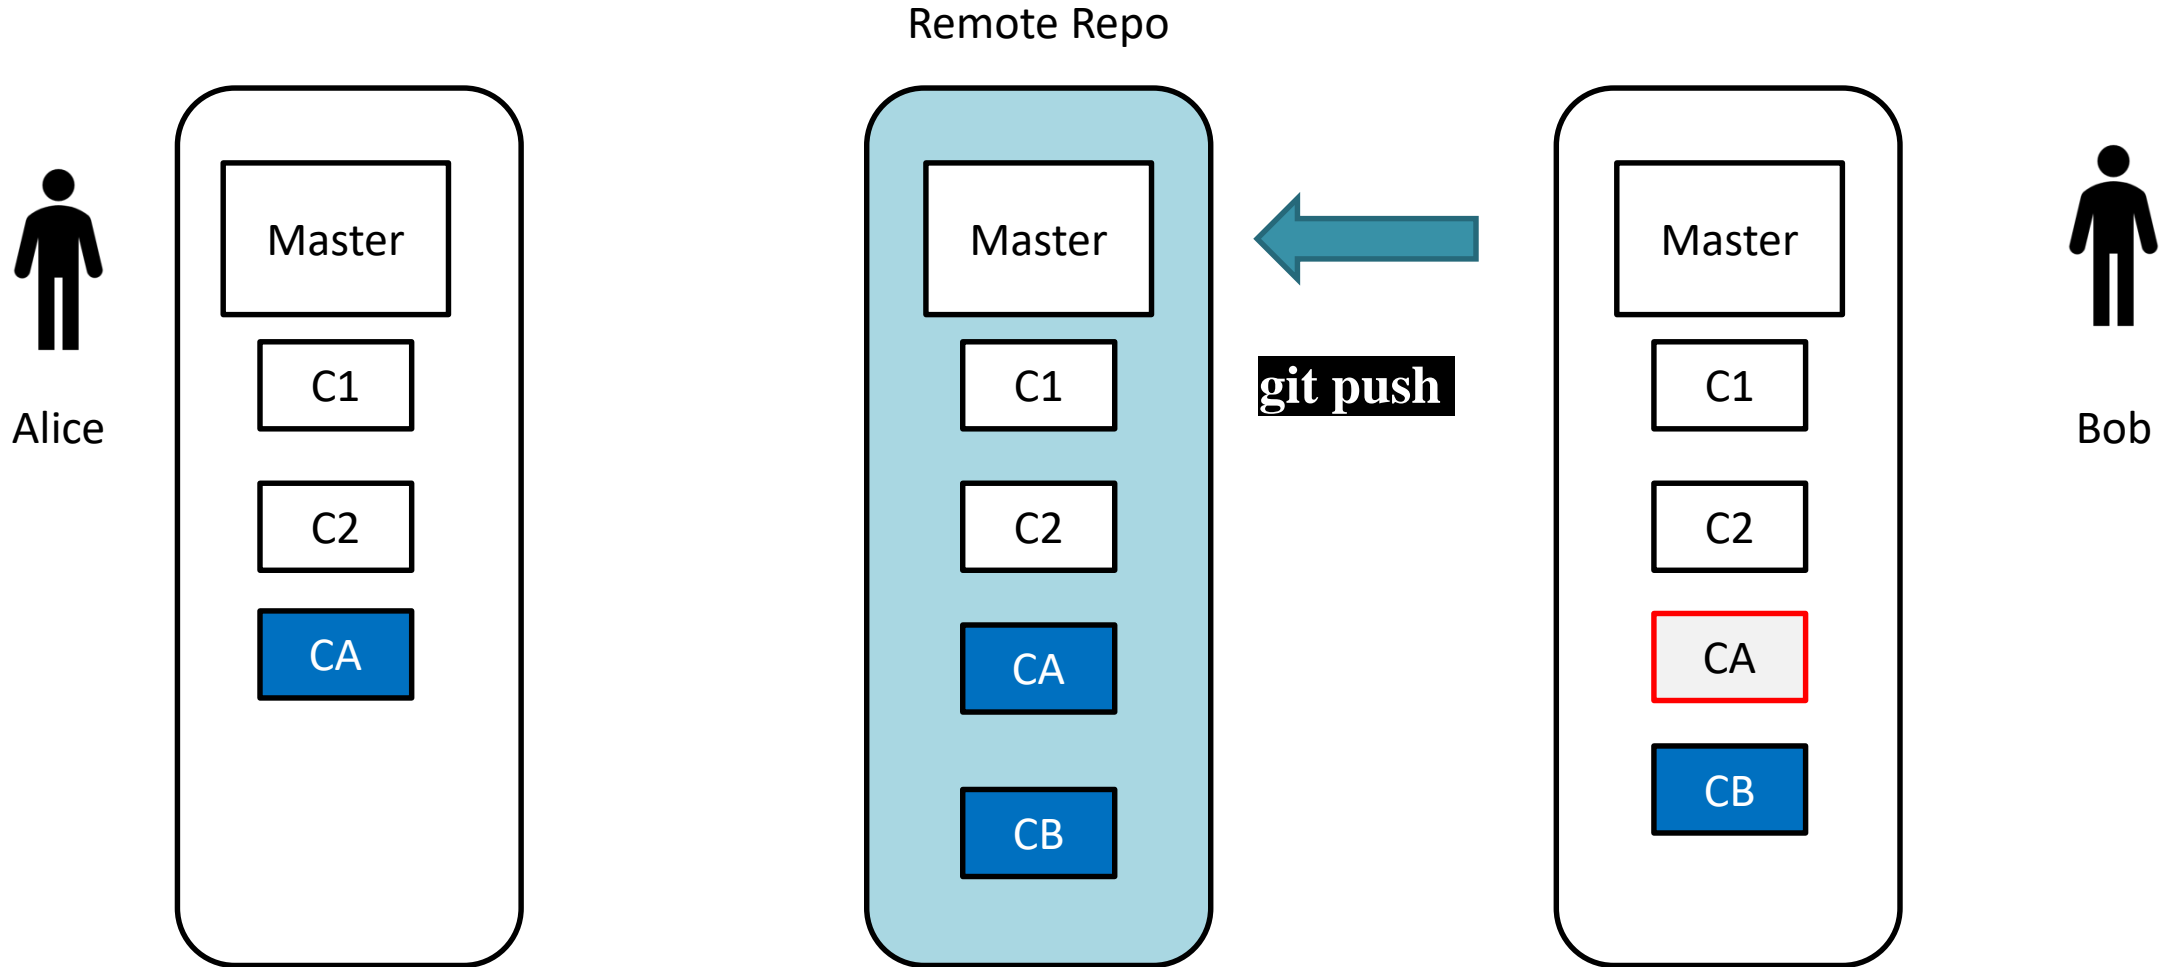 Remote Repo
Alice
Master
C1
C2
CA
Master
C1
C2
CA
CB
git push
Master
C1
C2
CA
CB
Bob